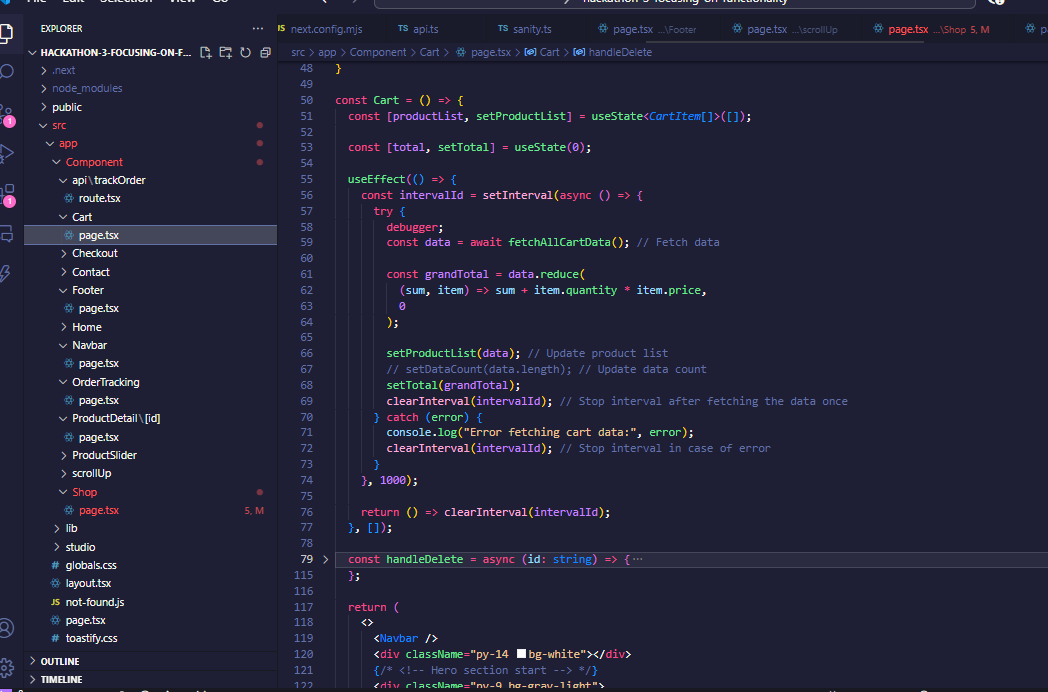 hackathon-3-focusing-on-functionality
EXPLORER
HACKATHON-3-FOCUSING-ON-F...
.next
node_modules
public
src
app
Component
api\trackOrder
route.tsx
Cart
page.tsx
Checkout
Contact
Footer
page.tsx
Home
Navbar
page.tsx
OrderTracking
page.tsx
ProductDetail\[id]
page.tsx
ProductSlider
scrollUp
Shop
page.tsx 5, M
lib
studio
# globals.css
layout.tsx
JS not-found.js
page.tsx
# toastify.css
OUTLINE
TIMELINE
1
1
JS next.config.mjs
TS api.ts
TS sanity.ts
page.tsx ...\Footer
page.tsx ...\scrollUp
page.tsx ...\Shop 5, M
src > app > Component > Cart > page.tsx > Cart > handleDelete
48 }
49
50 const Cart = () => {
51 const [productList, setProductList] = useState<CartItem[]>([]);
52
53 const [total, setTotal] = useState(0);
54
55 useEffect(() => {
56 const intervalId = setInterval(async () => {
57 try {
58 debugger;
59 const data = await fetchAllCartData(); // Fetch data
60
61 const grandTotal = data.reduce(
62 (sum, item) => sum + item.quantity * item.price,
63 0
64 );
65
66 setProductList(data); // Update product list
67 // setDataCount(data.length); // Update data count
68 setTotal(grandTotal);
69 clearInterval(intervalId); // Stop interval after fetching the data once
70 } catch (error) {
71 console.log("Error fetching cart data:", error);
72 clearInterval(intervalId); // Stop interval in case of error
73 }
74 }, 1000);
75
76 return () => clearInterval(intervalId);
77 }, []);
78
79 const handleDelete = async (id: string) => { ...
115 };
116
117 return (
118 <>
119 <Navbar />
120 <div className="py-14 bg-white"></div>
121 {/* <!-- Hero section start --> */}
122 <div className="py-9 bg-gray-light">